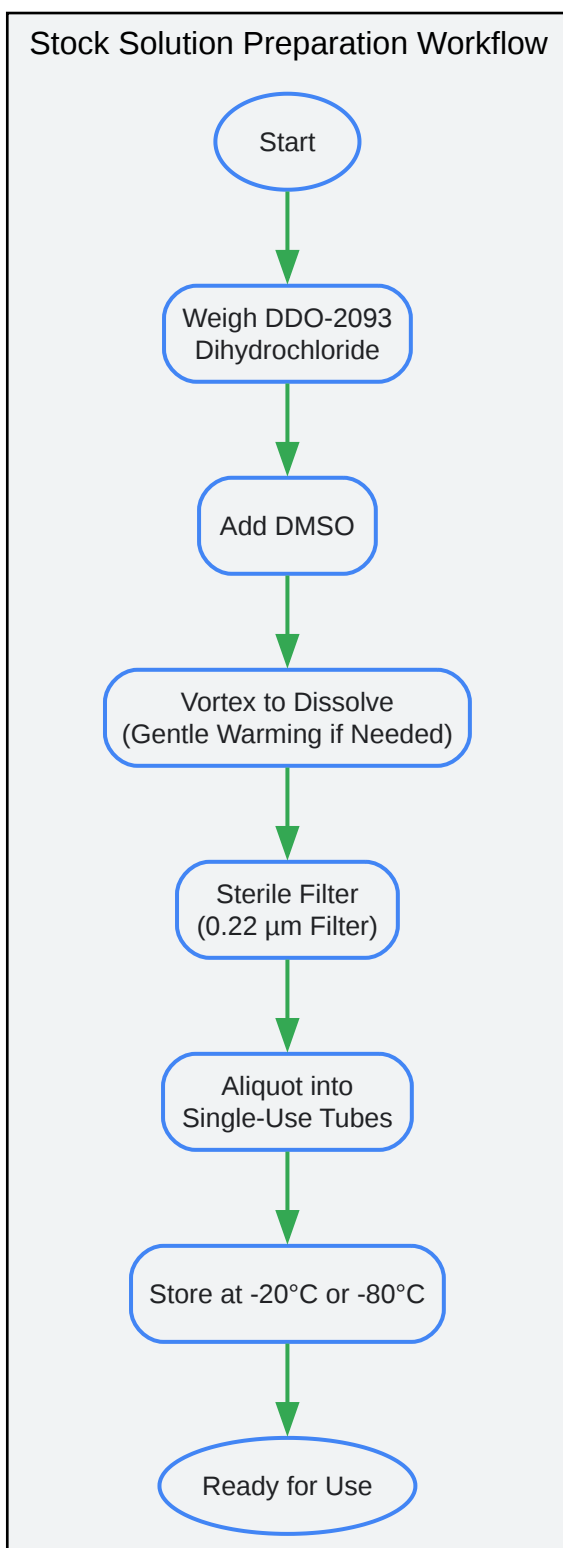 Stock Solution Preparation Workflow
Start
Weigh DDO-2093
Dihydrochloride
Add DMSO
Vortex to Dissolve
(Gentle Warming if Needed)
Sterile Filter
(0.22 µm Filter)
Aliquot into
Single-Use Tubes
Store at -20°C or -80°C
Ready for Use